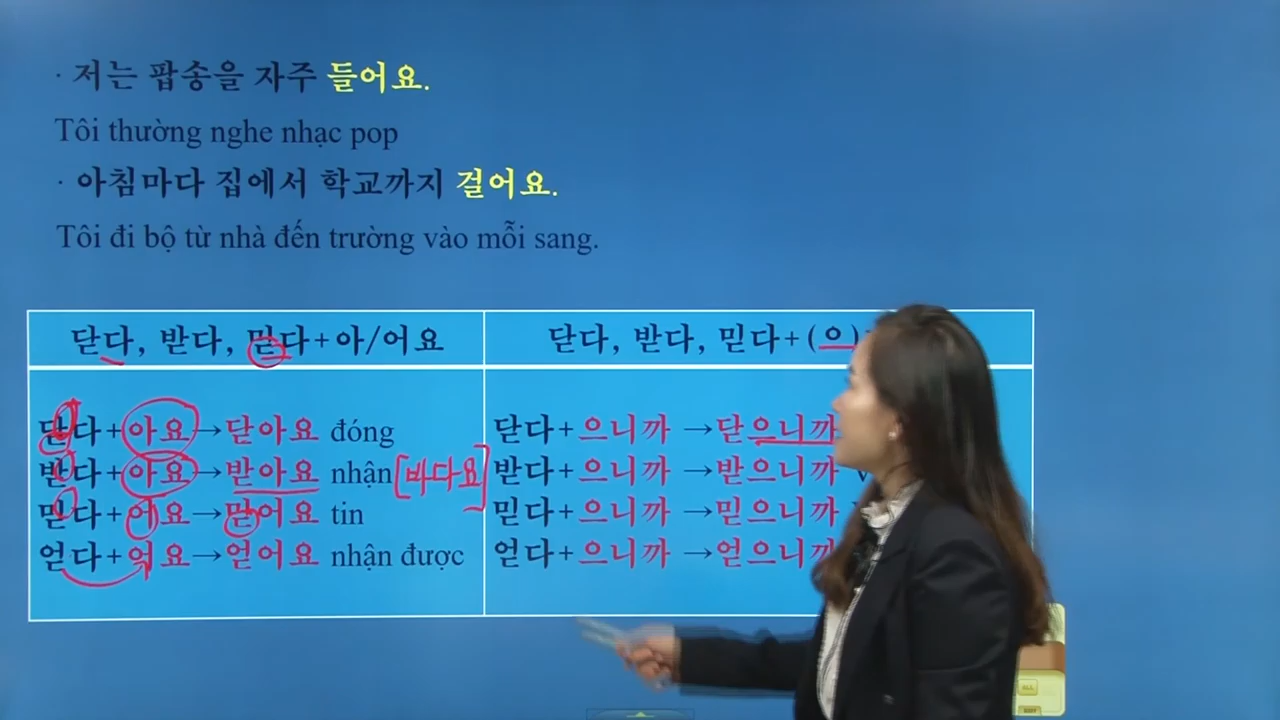 · 저는 팝송을 자주 들어요.
Tôi thường nghe nhạc pop
· 아침마다 집에서 학교까지 걸어요.
Tôi đi bộ từ nhà đến trường vào mỗi sang.
닫다, 받다, 믿다+아/어요
닫다, 받다, 믿다+(으)
닫다+아요→닫아요 đóng
닫다+으니까 →닫으니까
받다+아요→받아요 nhận [바다요]
받다+으니까 →받으니까
믿다+어요→믿어요 tin
믿다+으니까 →믿으니까
얻다+어요→얻어요 nhận được
얻다+으니까 →얻으니까